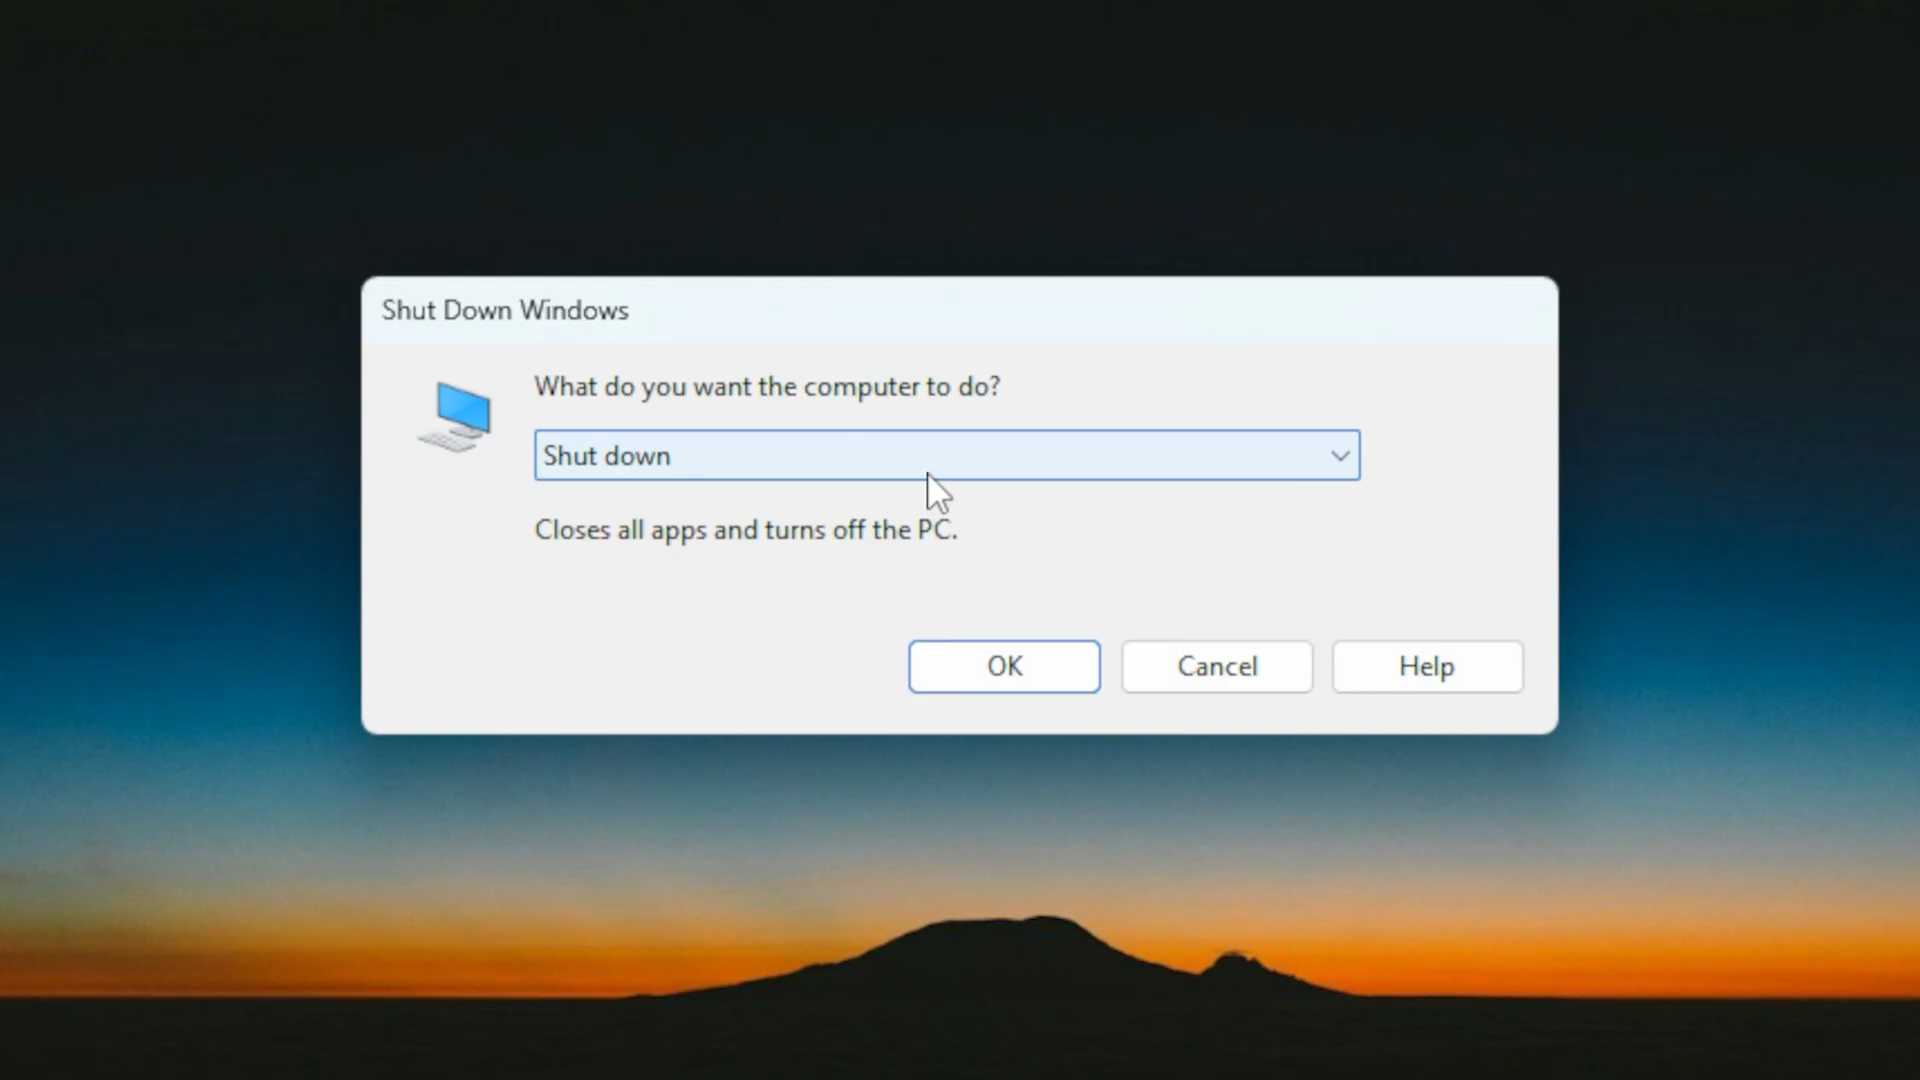 Shut Down Windows
What do you want the computer to do?
Shut down
Closes all apps and turns off the PC.
OK
Cancel
Help